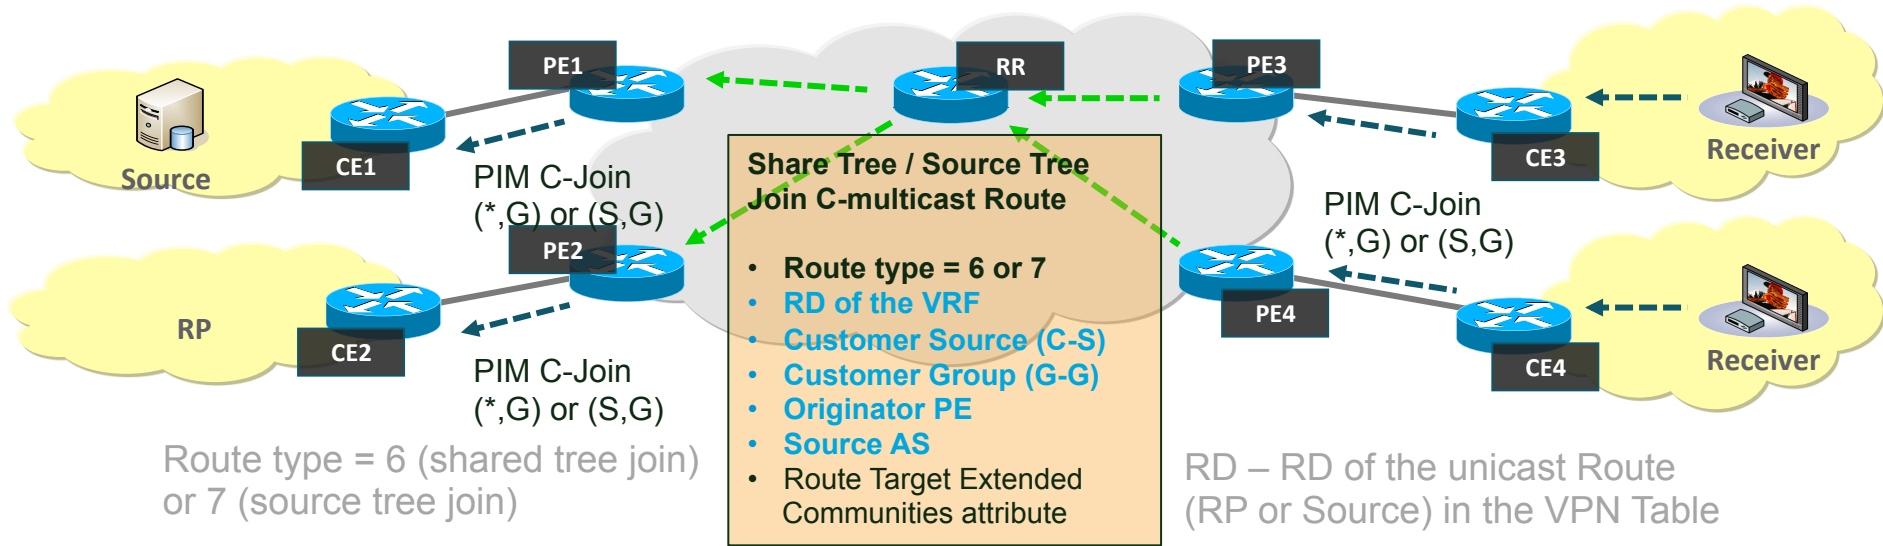 PE1
RR
PE3
CE1
Source
CE3
Receiver
PIM C-Join
(*,G) or (S,G)
Share Tree / Source Tree
Join C-multicast Route
• Route type = 6 or 7
• RD of the VRF
• Customer Source (C-S)
• Customer Group (G-G)
• Originator PE
• Source AS
• Route Target Extended
Communities attribute
PIM C-Join
(*,G) or (S,G)
PE2
PE4
RP
CE2
CE4
Receiver
PIM C-Join
(*,G) or (S,G)
Route type = 6 (shared tree join)
or 7 (source tree join)
RD – RD of the unicast Route
(RP or Source) in the VPN Table